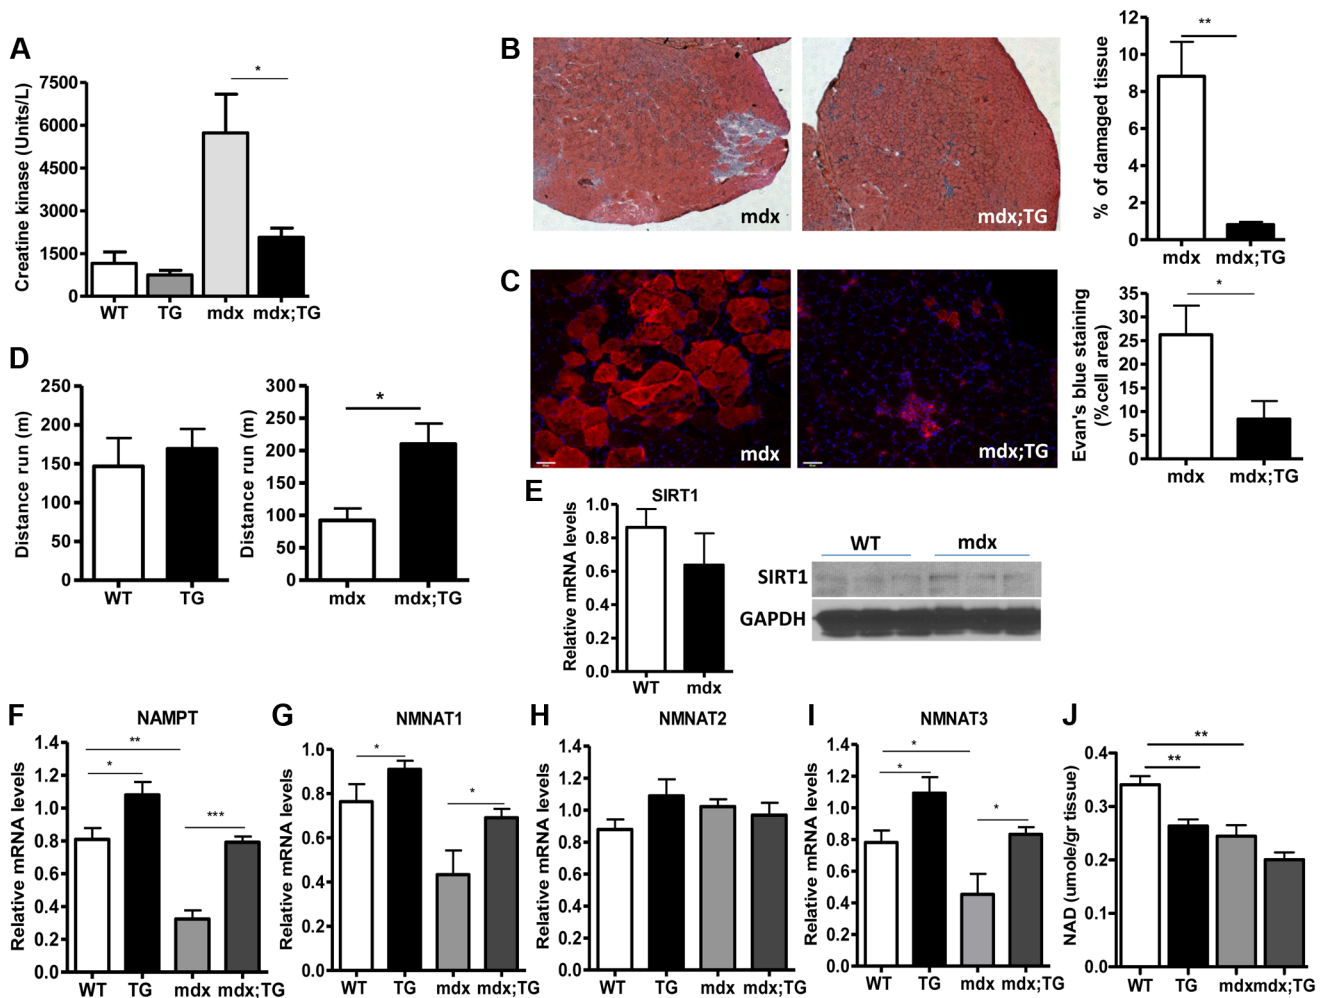 A
Creatine kinase (Units/L)
7500
6000
4500
3000
1500
0
*
WT TG mdx mdx;TG
B
mdx
mdx;TG
% of damaged tissue
12
10
8
6
4
2
0
**
mdx mdx;TG
C
mdx
mdx;TG
Evan's blue staining
(%cell area)
35
30
25
20
15
10
5
0
*
mdx mdx;TG
D
Distance run (m)
250
200
150
100
50
0
WT TG
Distance run (m)
300
250
200
150
100
50
0
*
mdx mdx;TG
E
SIRT1
Relative mRNA levels
1.0
0.8
0.6
0.4
0.2
0.0
WT mdx
WT mdx
SIRT1
GAPDH
F
NAMPT
Relative mRNA levels
1.4
1.2
1.0
0.8
0.6
0.4
0.2
0.0
**
*
***
WT TG mdx mdx;TG
G
NMNAT1
Relative mRNA levels
1.0
0.8
0.6
0.4
0.2
0.0
*
*
WT TG mdx mdx;TG
H
NMNAT2
Relative mRNA levels
1.4
1.2
1.0
0.8
0.6
0.4
0.2
0.0
WT TG mdx mdx;TG
I
NMNAT3
Relative mRNA levels
1.4
1.2
1.0
0.8
0.6
0.4
0.2
0.0
*
*
*
WT TG mdx mdx;TG
J
NAD (umole/gr tissue)
0.4
0.3
0.2
0.1
0.0
**
**
WT TG mdxmdx;TG